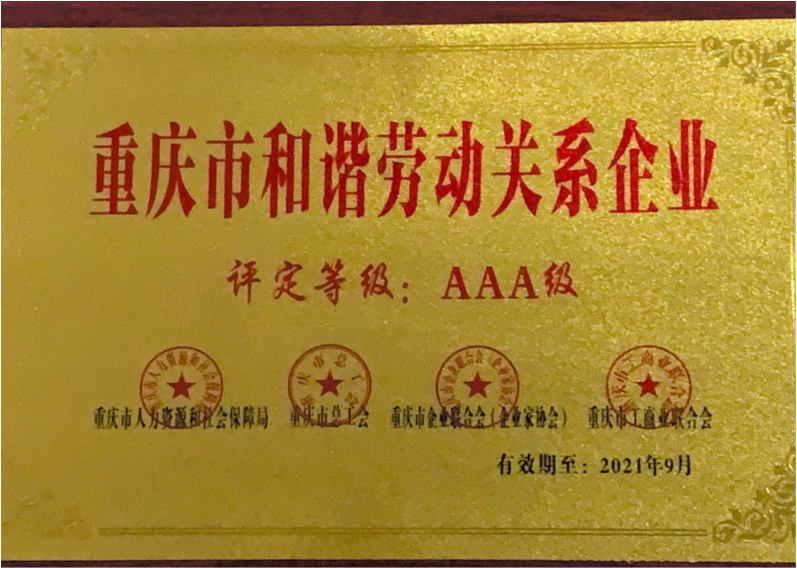 重庆市和谐劳动关系企业
评定等级：AAA级
重庆市人力资源和社会保障局 重庆市总工会 重庆市企业联合会（企业家协会） 重庆市工商业联合会
有效期至：2021年9月